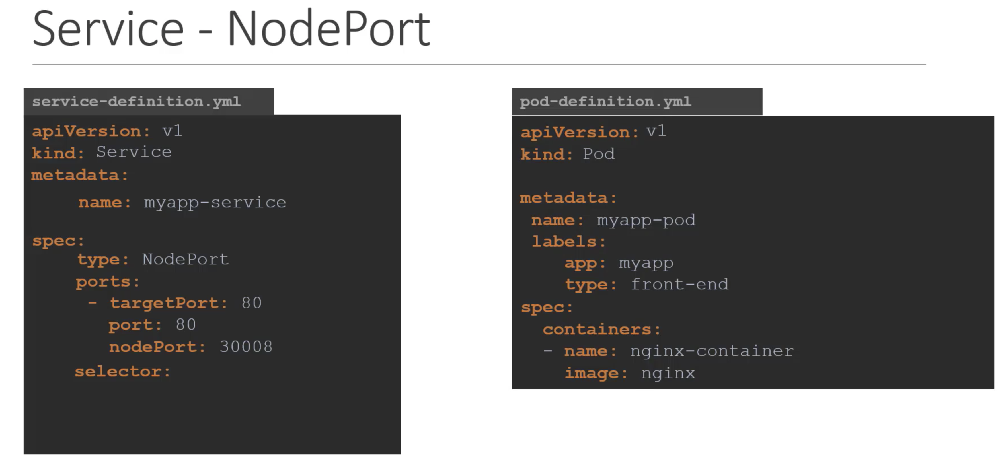 Service - NodePort
service-definition.yml
apiVersion: v1
kind: Service
metadata:
name: myapp-service
spec:
type: NodePort
ports:
- targetPort: 80
port: 80
nodePort: 30008
selector:
pod-definition.yml
apiVersion: v1
kind: Pod
metadata:
name: myapp-pod
labels:
app: myapp
type: front-end
spec:
containers:
- name: nginx-container
image: nginx